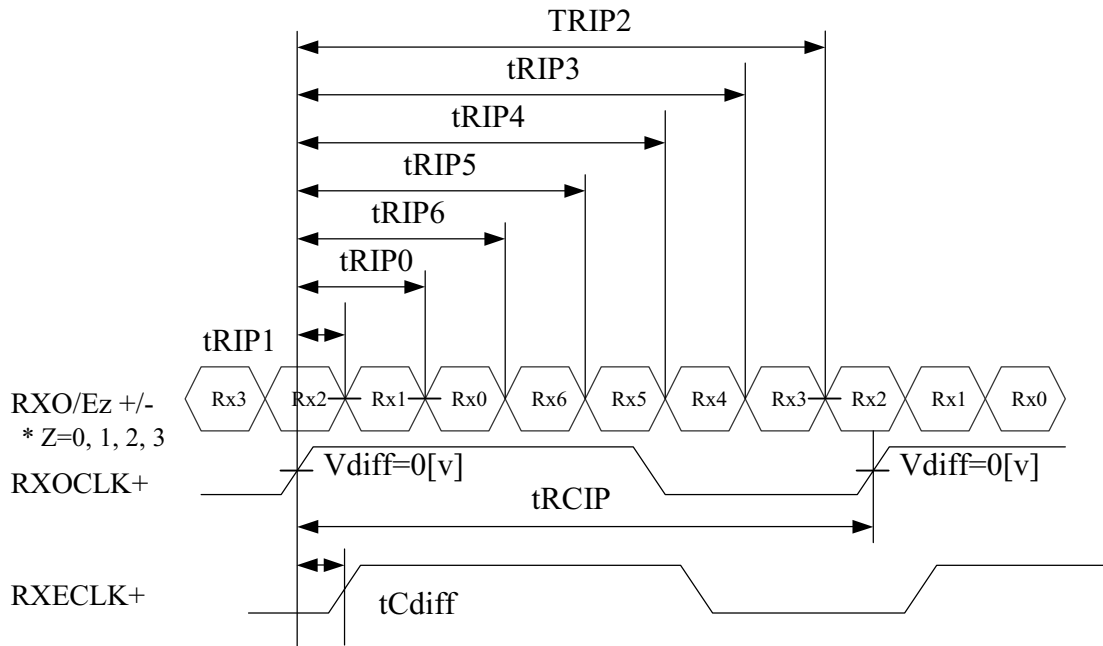 TRIP2
tRIP3
tRIP4
tRIP5
tRIP6
tRIP0
tRIP1
RXO/Ez +/-
Rx3 Rx2 Rx1 Rx0 Rx6 Rx5 Rx4 Rx3 Rx2 Rx1 Rx0
* Z=0, 1, 2, 3
Vdiff=0[v] Vdiff=0[v]
RXOCLK+
tRCIP
RXECLK+
tCdiff